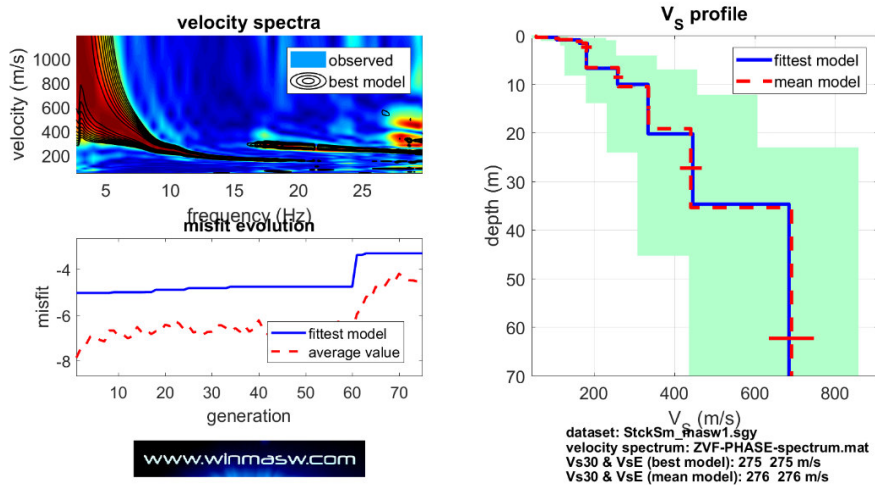 velocity spectra
velocity (m/s)
1000
800
600
400
200
observed
best model
5
10
15
20
25
frequency (Hz)
misfit evolution
misfit
-4
-6
-8
fittest model
average value
10
20
30
40
50
60
70
generation
www.winmasw.com
V_S profile
depth (m)
0
10
20
30
40
50
60
70
fittest model
mean model
200
400
600
800
V_S (m/s)
dataset: StckSm_masw1.sgy
velocity spectrum: ZVF-PHASE-spectrum.mat
Vs30 & VsE (best model): 275 275 m/s
Vs30 & VsE (mean model): 276 276 m/s